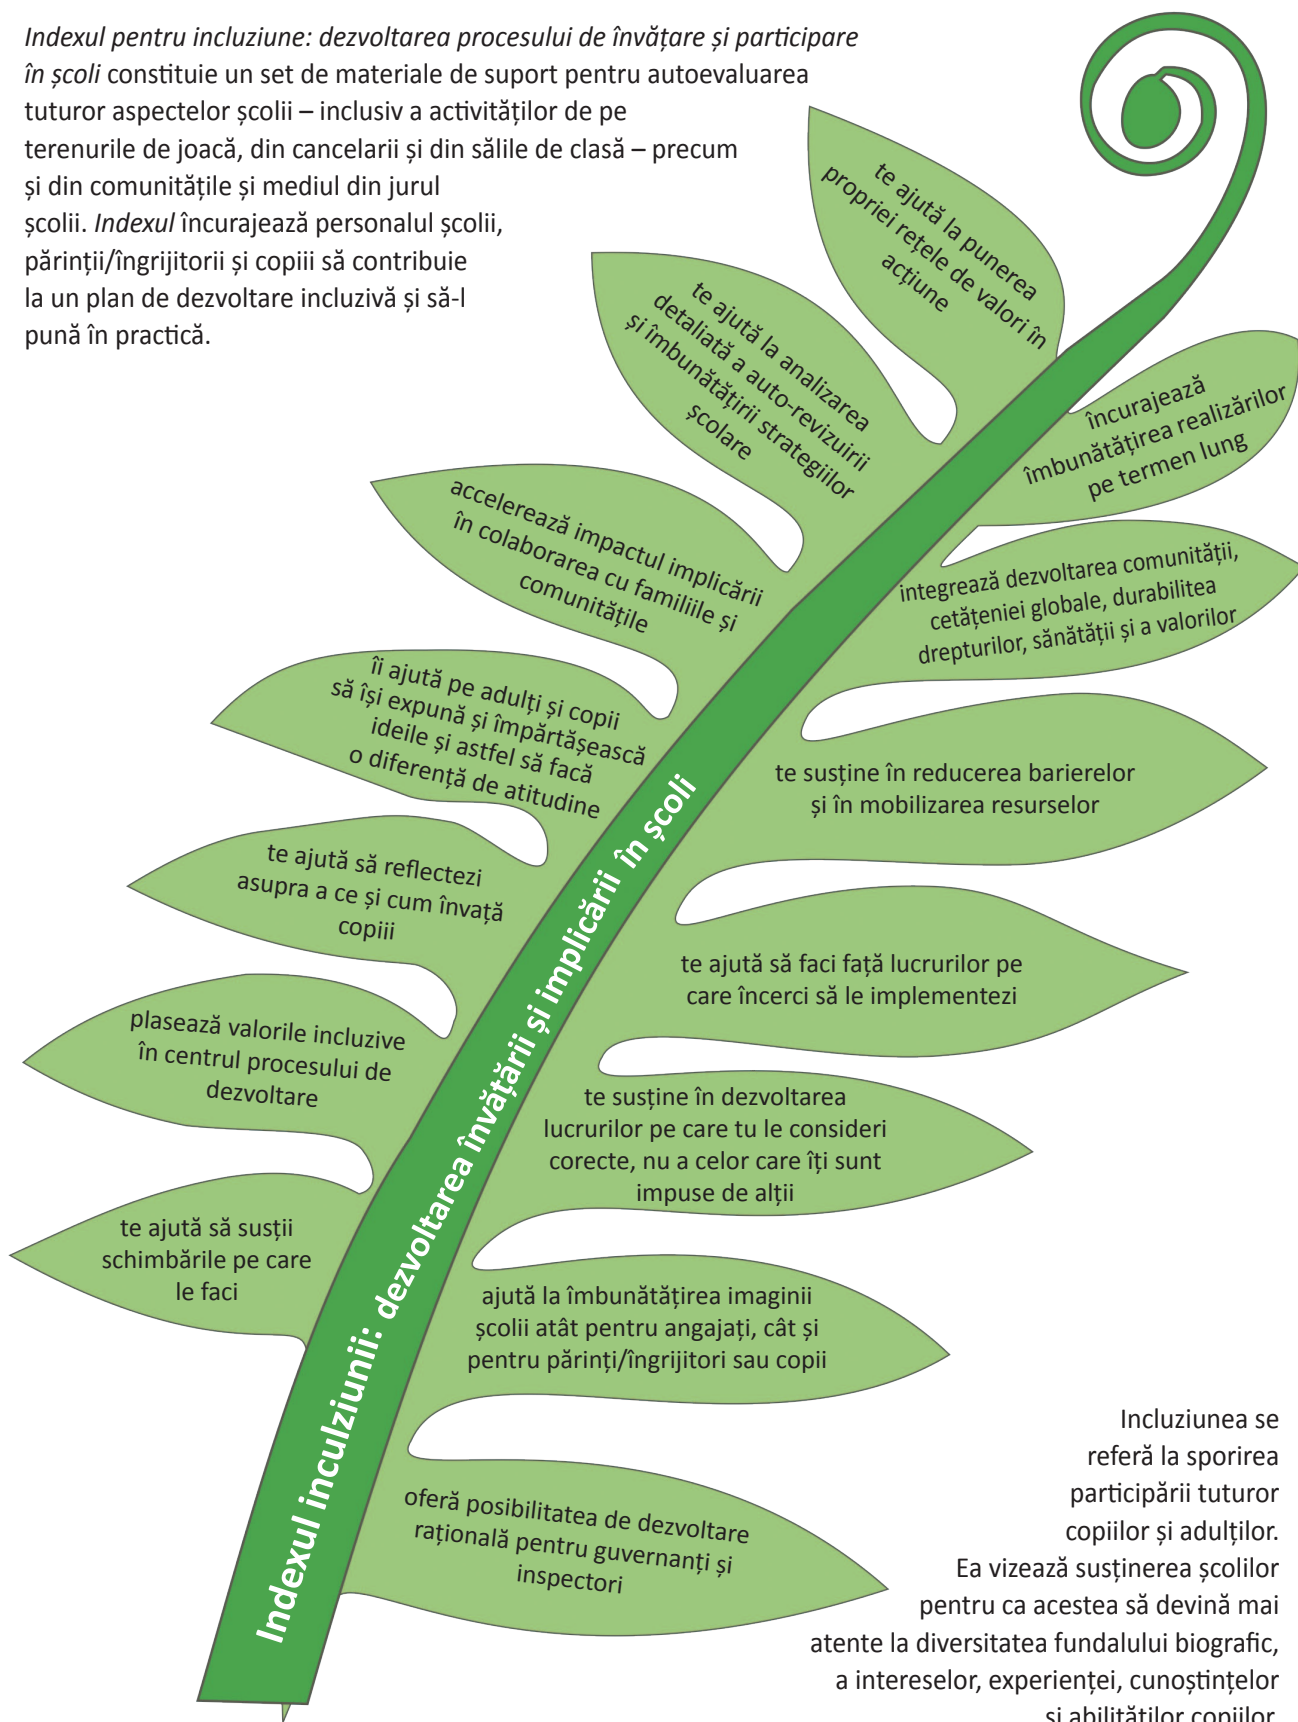 Indexul pentru incluziune: dezvoltarea procesului de învățare și participare
în școli constituie un set de materiale de suport pentru autoevaluarea
tuturor aspectelor școlii – inclusiv a activităților de pe
terenurile de joacă, din cancelarii și din sălile de clasă – precum
și din comunitățile și mediul din jurul
școlii. Indexul încurajează personalul școlii,
părinții/îngrijitorii și copiii să contribuie
la un plan de dezvoltare incluzivă și să-l
pună în practică.
te ajută la punerea
propriei rețele de valori în
acțiune
te ajută la analizarea
detaliată a auto-revizuirii
și îmbunătățirii strategiilor
școlare
accelerează impactul implicării
în colaborarea cu familiile și
comunitățile
îi ajută pe adulți și copii
să își expună și împărtășească
ideile și astfel să facă
o diferență de atitudine
te ajută să reflectezi
asupra a ce și cum învață
copiii
plasează valorile incluzive
în centrul procesului de
dezvoltare
te ajută să susții
schimbările pe care
le faci
Indexul inculziunii: dezvoltarea învățării și implicării în școli
încurajează
îmbunătățirea realizărilor
pe termen lung
integrează dezvoltarea comunității,
cetățeniei globale, durabilitea
drepturilor, sănătății și a valorilor
te susține în reducerea barierelor
și în mobilizarea resurselor
te ajută să faci față lucrurilor pe
care încerci să le implementezi
te susține în dezvoltarea
lucrurilor pe care tu le consideri
corecte, nu a celor care îți sunt
impuse de alții
ajută la îmbunătățirea imaginii
școlii atât pentru angajați, cât și
pentru părinți/îngrijitori sau copii
oferă posibilitatea de dezvoltare
rațională pentru guvernanți și
inspectori
Incluziunea se
referă la sporirea
participării tuturor
copiilor și adulților.
Ea vizează susținerea școlilor
pentru ca acestea să devină mai
atente la diversitatea fundalului biografic,
a intereselor, experienței, cunoștințelor
și abilităților copiilor.